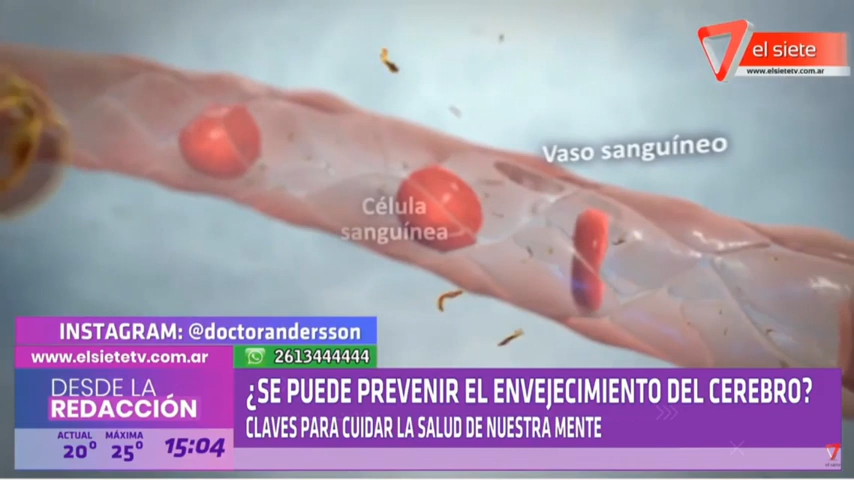 el siete
www.elsietetv.com.ar
Vaso sanguíneo
Célula
sanguínea
INSTAGRAM: @doctorandersson
www.elsietetv.com.ar
2613444444
DESDE LA
REDACCIÓN
¿SE PUEDE PREVENIR EL ENVEJECIMIENTO DEL CEREBRO?
CLAVES PARA CUIDAR LA SALUD DE NUESTRA MENTE
ACTUAL MÁXIMA
20° 25° 15:04